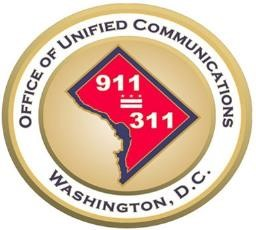 OFFICE OF UNIFIED COMMUNICATIONS
911
311
WASHINGTON, D.C.